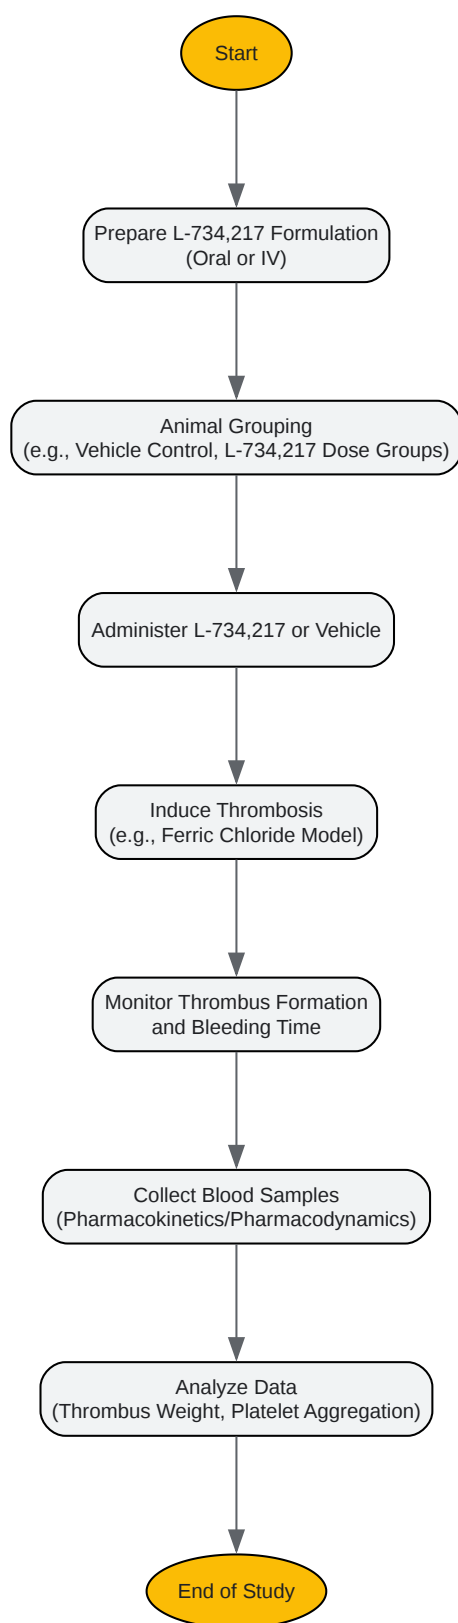 Start
Prepare L-734,217 Formulation
(Oral or IV)
Animal Grouping
(e.g., Vehicle Control, L-734,217 Dose Groups)
Administer L-734,217 or Vehicle
Induce Thrombosis
(e.g., Ferric Chloride Model)
Monitor Thrombus Formation
and Bleeding Time
Collect Blood Samples
(Pharmacokinetics/Pharmacodynamics)
Analyze Data
(Thrombus Weight, Platelet Aggregation)
End of Study